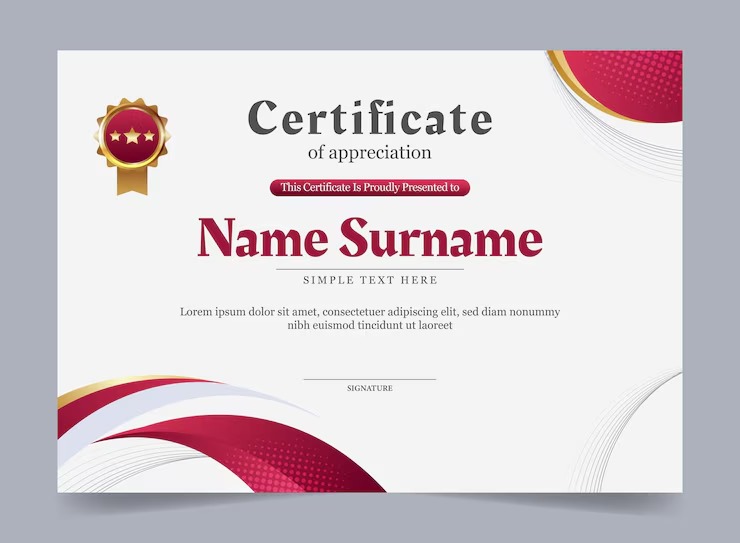 Certificate
of appreciation
This Certificate Is Proudly Presented to
Name Surname
SIMPLE TEXT HERE
Lorem ipsum dolor sit amet, consectetuer adipiscing elit, sed diam nonummy
nibh euismod tincidunt ut laoreet
SIGNATURE